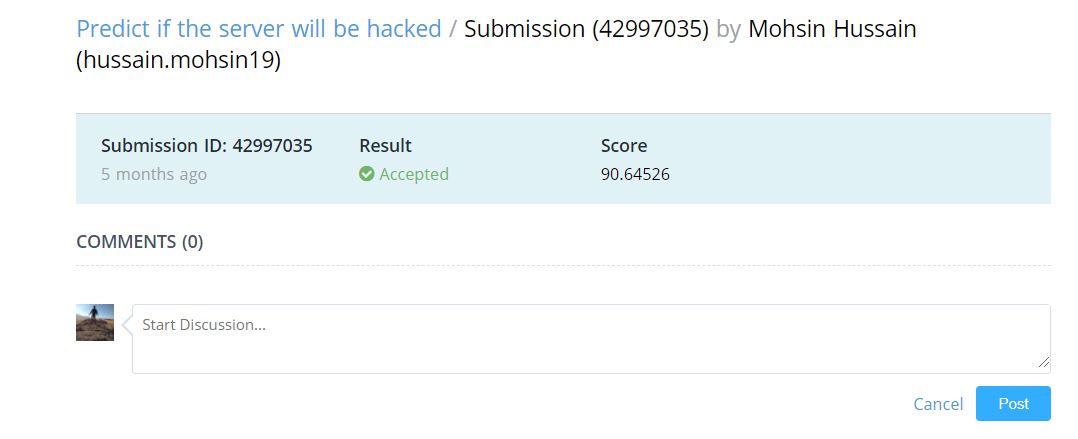 Predict if the server will be hacked / Submission (42997035) by Mohsin Hussain
(hussain.mohsin19)
Submission ID: 42997035 Result Score
5 months ago Accepted 90.64526
COMMENTS (0)
Start Discussion...
Cancel Post